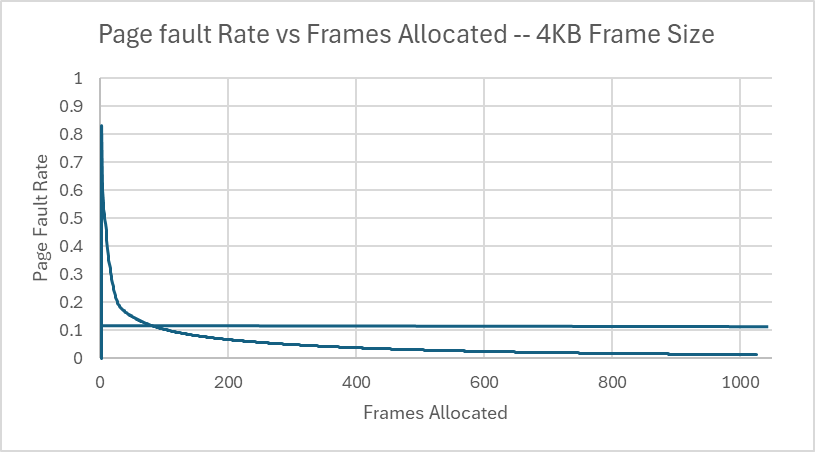 Page fault Rate vs Frames Allocated -- 4KB Frame Size
1
0.9
0.8
0.7
0.6
0.5
0.4
0.3
0.2
0.1
0
Page Fault Rate
0 200 400 600 800 1000
Frames Allocated